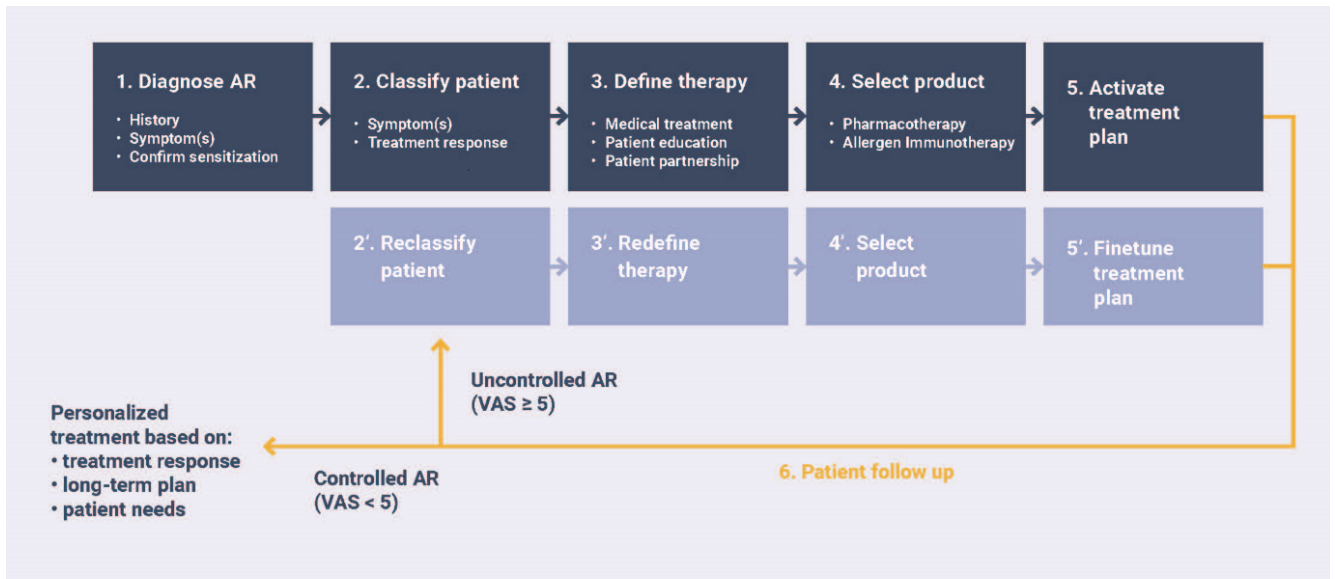 1. Diagnose AR
• History
• Symptom(s)
• Confirm sensitization
2. Classify patient
• Symptom(s)
• Treatment response
3. Define therapy
• Medical treatment
• Patient education
• Patient partnership
4. Select product
• Pharmacotherapy
• Allergen Immunotherapy
5. Activate
treatment
plan
2’. Reclassify
patient
3’. Redefine
therapy
4’. Select
product
5’. Finetune
treatment
plan
Uncontrolled AR
(VAS ≥ 5)
Personalized
treatment based on:
• treatment response
• long-term plan
• patient needs
Controlled AR
(VAS < 5)
6. Patient follow up